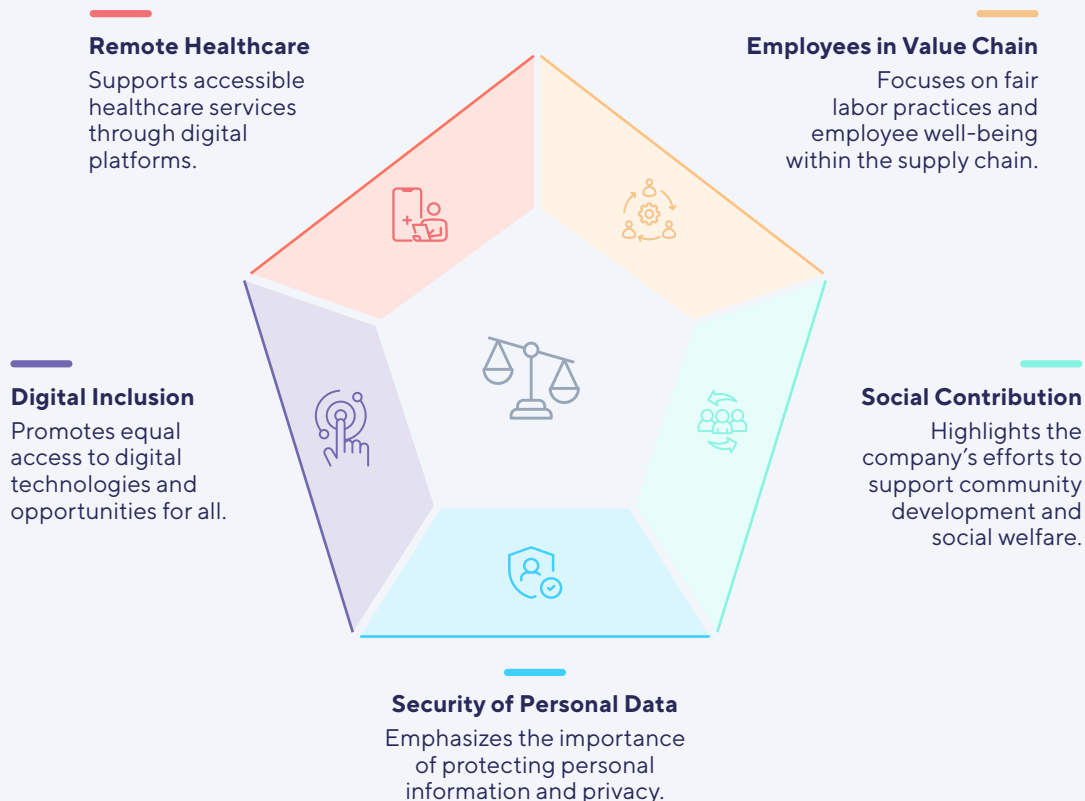 Remote Healthcare
Supports accessible
healthcare services
through digital
platforms.
Employees in Value Chain
Focuses on fair
labor practices and
employee well-being
within the supply chain.
Digital Inclusion
Promotes equal
access to digital
technologies and
opportunities for all.
Social Contribution
Highlights the
company’s efforts to
support community
development and
social welfare.
Security of Personal Data
Emphasizes the importance
of protecting personal
information and privacy.